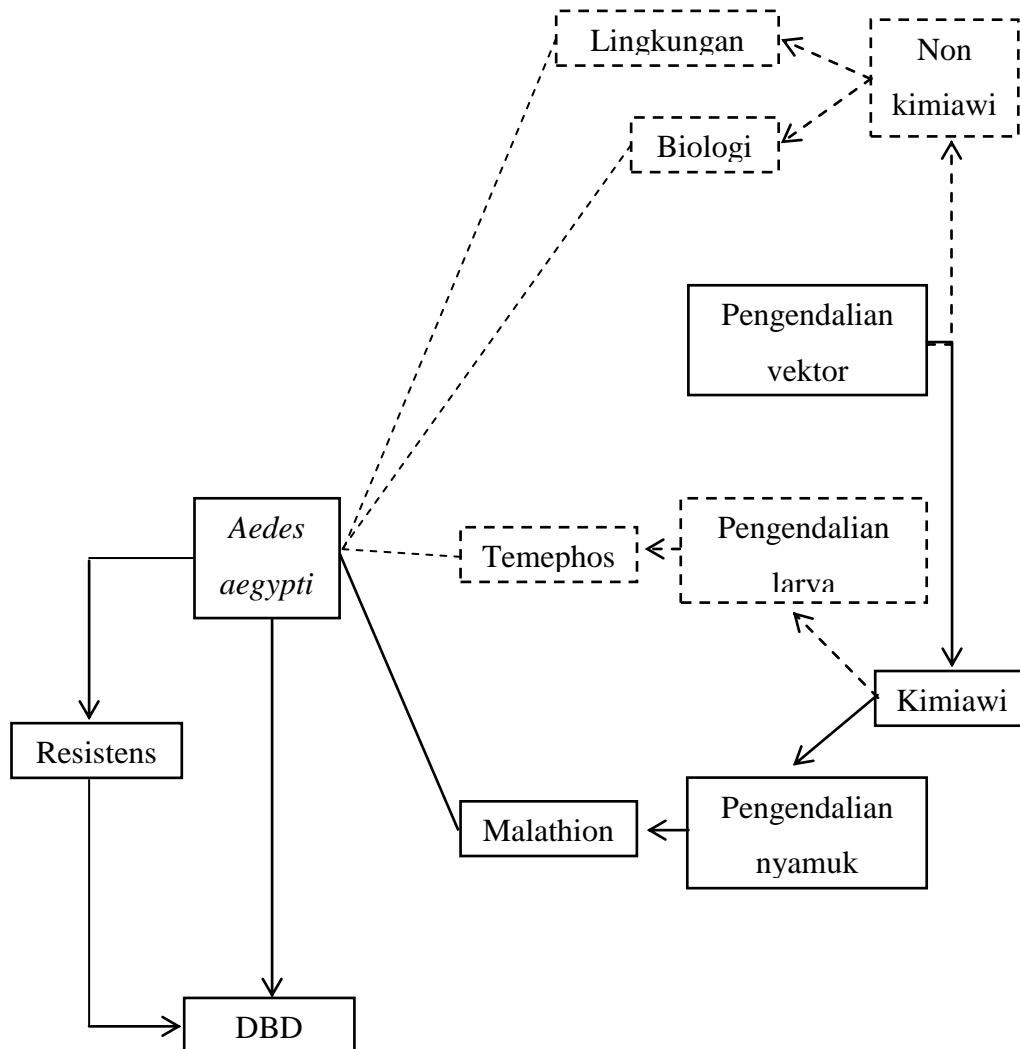 Lingkungan
Non
kimiawi
Biologi
Pengendalian
vektor
Aedes
aegypti
Temephos
Pengendalian
larva
Kimiawi
Resistens
Malathion
Pengendalian
nyamuk
DBD